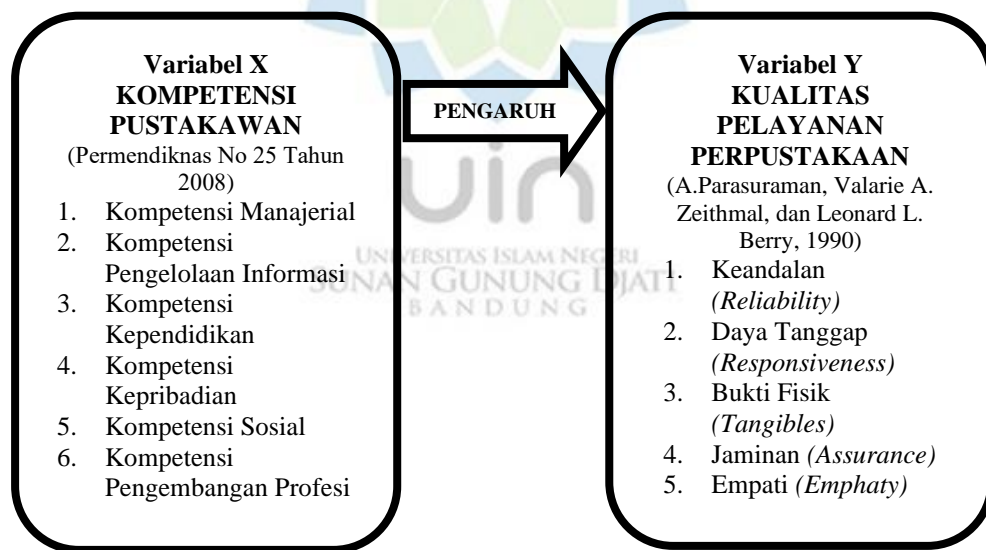 Variabel X
KOMPETENSI
PUSTAKAWAN
(Permendiknas No 25 Tahun
2008)
1. Kompetensi Manajerial
2. Kompetensi
Pengelolaan Informasi
3. Kompetensi
Kependidikan
4. Kompetensi
Kepribadian
5. Kompetensi Sosial
6. Kompetensi
Pengembangan Profesi
PENGARUH
Variabel Y
KUALITAS
PELAYANAN
PERPUSTAKAAN
(A.Parasuraman, Valarie A.
Zeithmal, dan Leonard L.
Berry, 1990)
1. Keandalan
(Reliability)
2. Daya Tanggap
(Responsiveness)
3. Bukti Fisik
(Tangibles)
4. Jaminan (Assurance)
5. Empati (Emphaty)
uin
UNIVERSITAS ISLAM NEGERI
SUNAN GUNUNG DJATI
BANDUNG